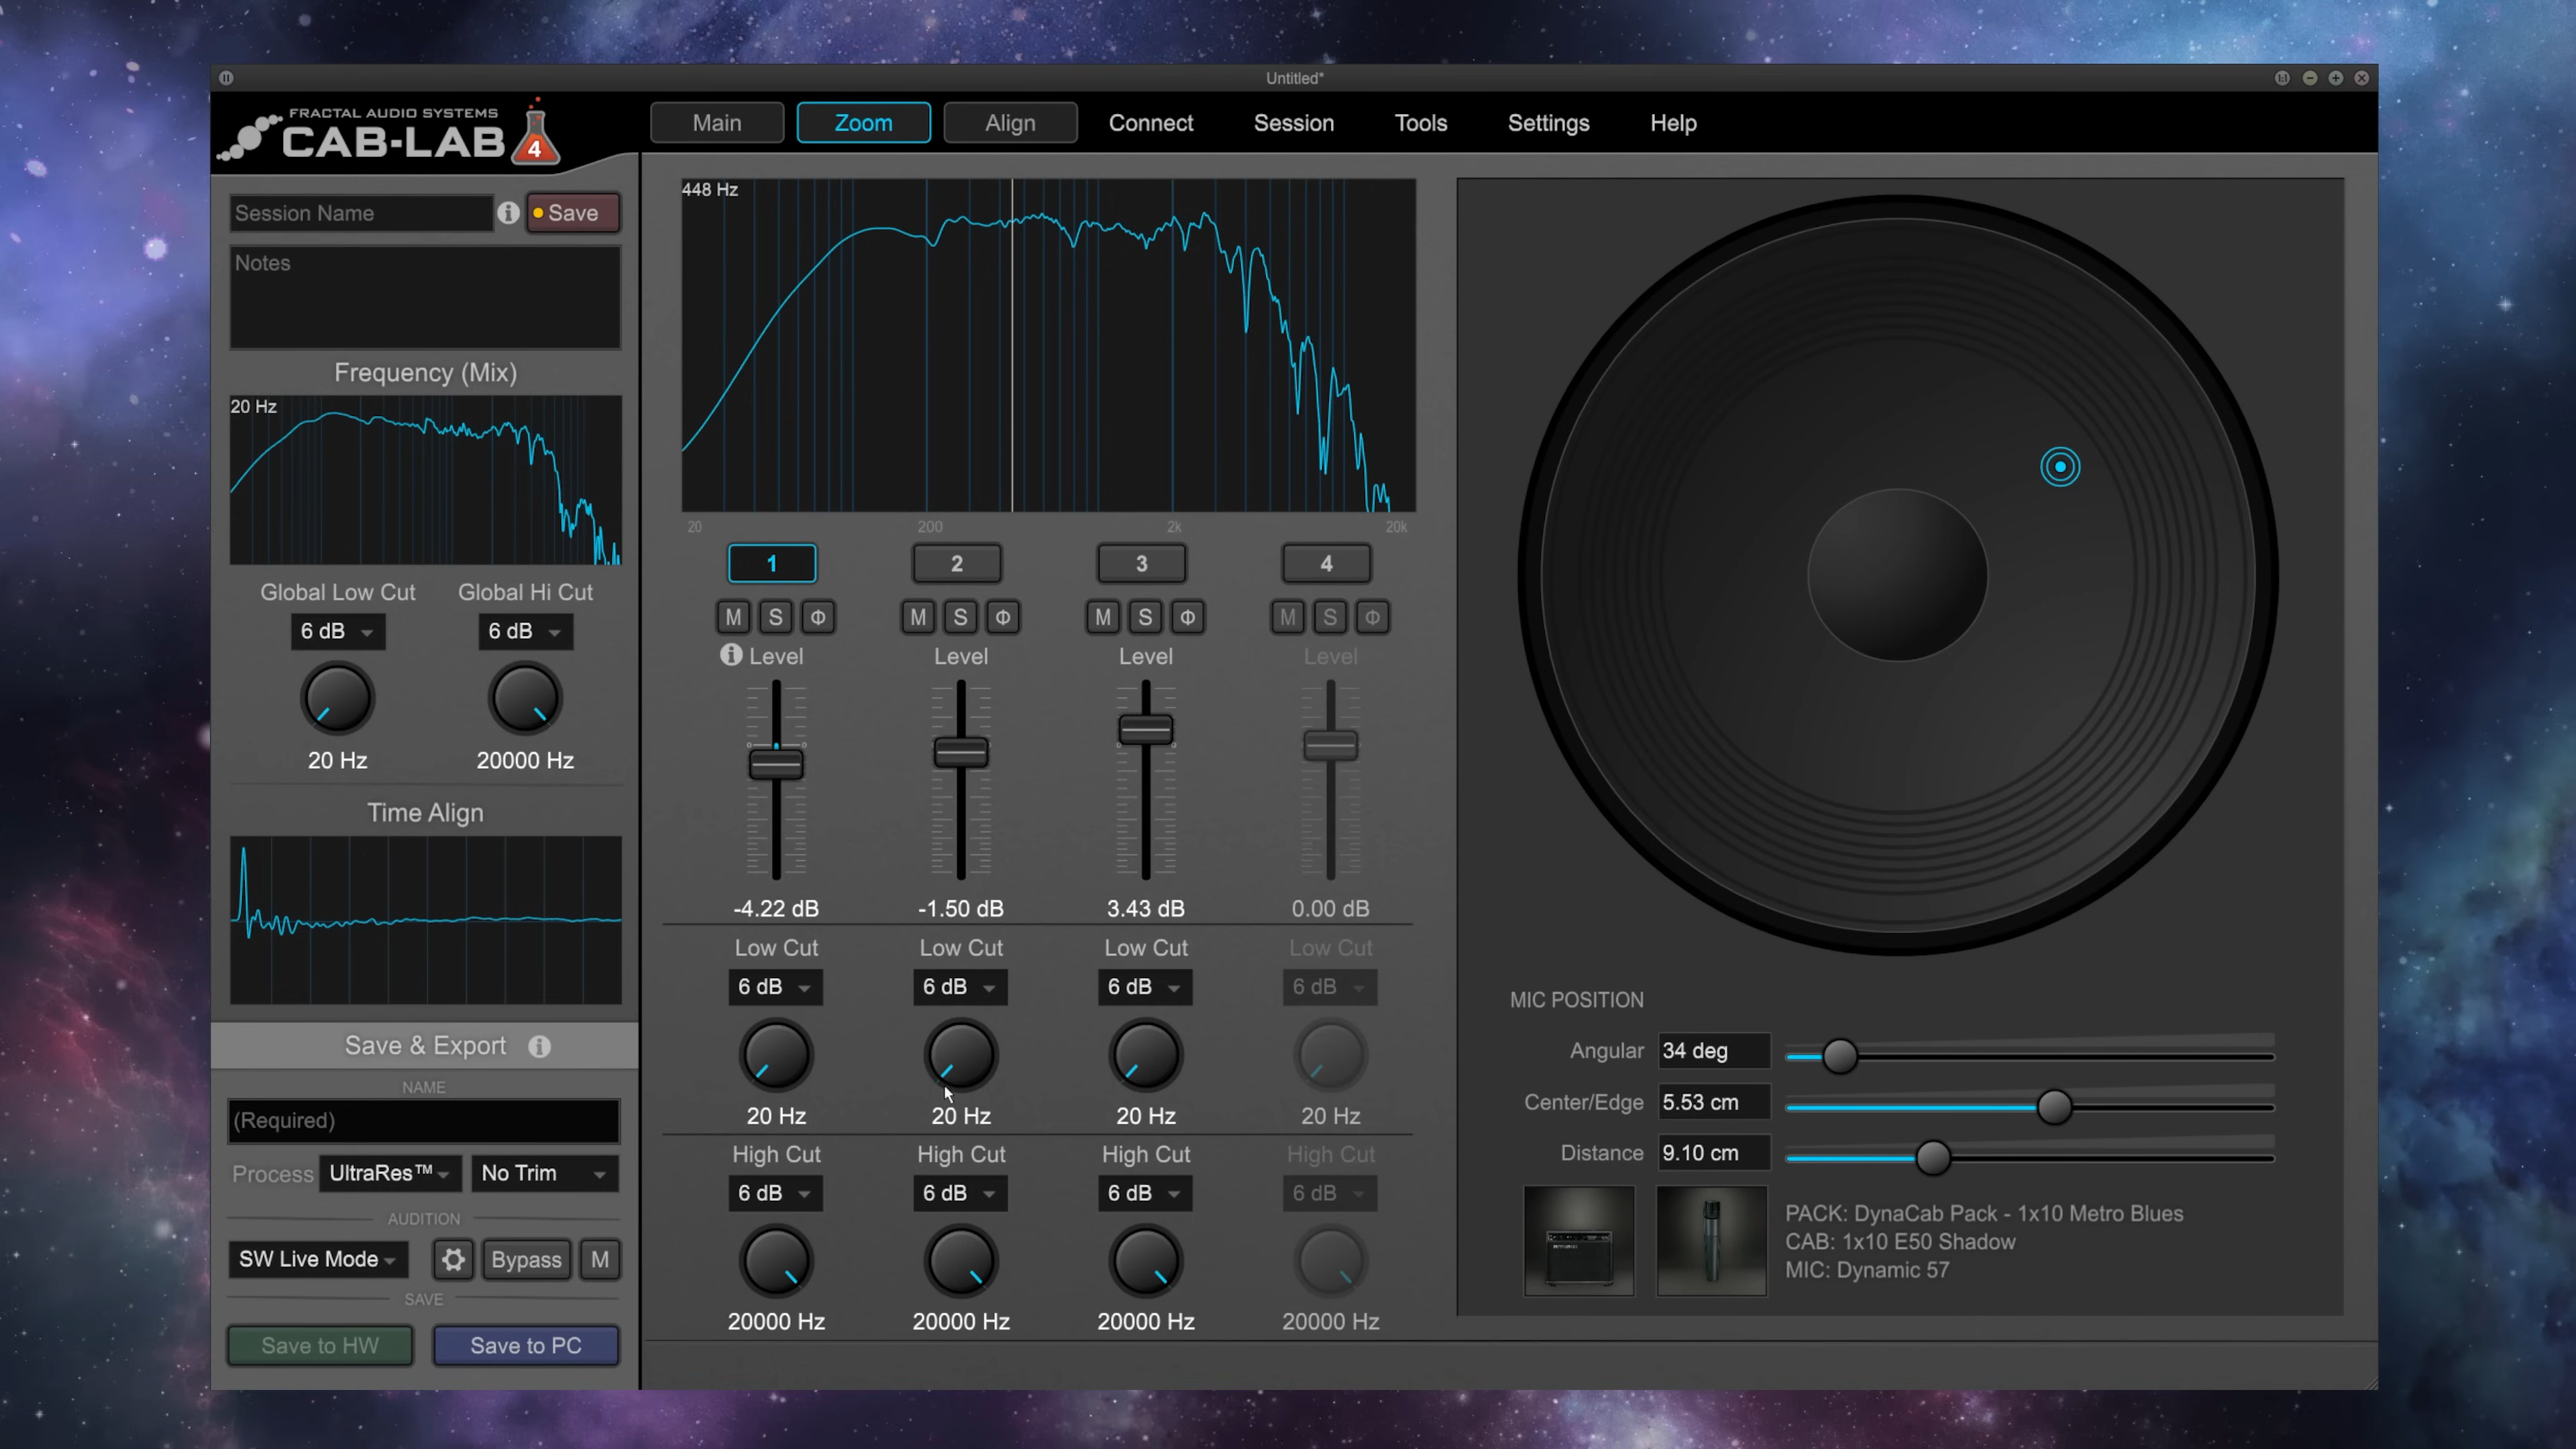 Untitled*
FRACTAL AUDIO SYSTEMS
CAB-LAB
4
Main
Zoom
Align
Connect
Session
Tools
Settings
Help
Session Name
Save
Notes
Frequency (Mix)
20 Hz
Global Low Cut
Global Hi Cut
6 dB
6 dB
20 Hz
20000 Hz
Time Align
Save & Export
NAME
(Required)
Process
UltraRes™
No Trim
AUDITION
SW Live Mode
Bypass
M
SAVE
Save to HW
Save to PC
448 Hz
20
200
2k
20k
1
2
3
4
M S Φ
M S Φ
M S Φ
M S Φ
Level
Level
Level
Level
-4.22 dB
-1.50 dB
3.43 dB
0.00 dB
Low Cut
Low Cut
Low Cut
Low Cut
6 dB
6 dB
6 dB
6 dB
20 Hz
20 Hz
20 Hz
20 Hz
High Cut
High Cut
High Cut
High Cut
6 dB
6 dB
6 dB
6 dB
20000 Hz
20000 Hz
20000 Hz
20000 Hz
MIC POSITION
Angular
34 deg
Center/Edge
5.53 cm
Distance
9.10 cm
PACK: DynaCab Pack - 1x10 Metro Blues
CAB: 1x10 E50 Shadow
MIC: Dynamic 57